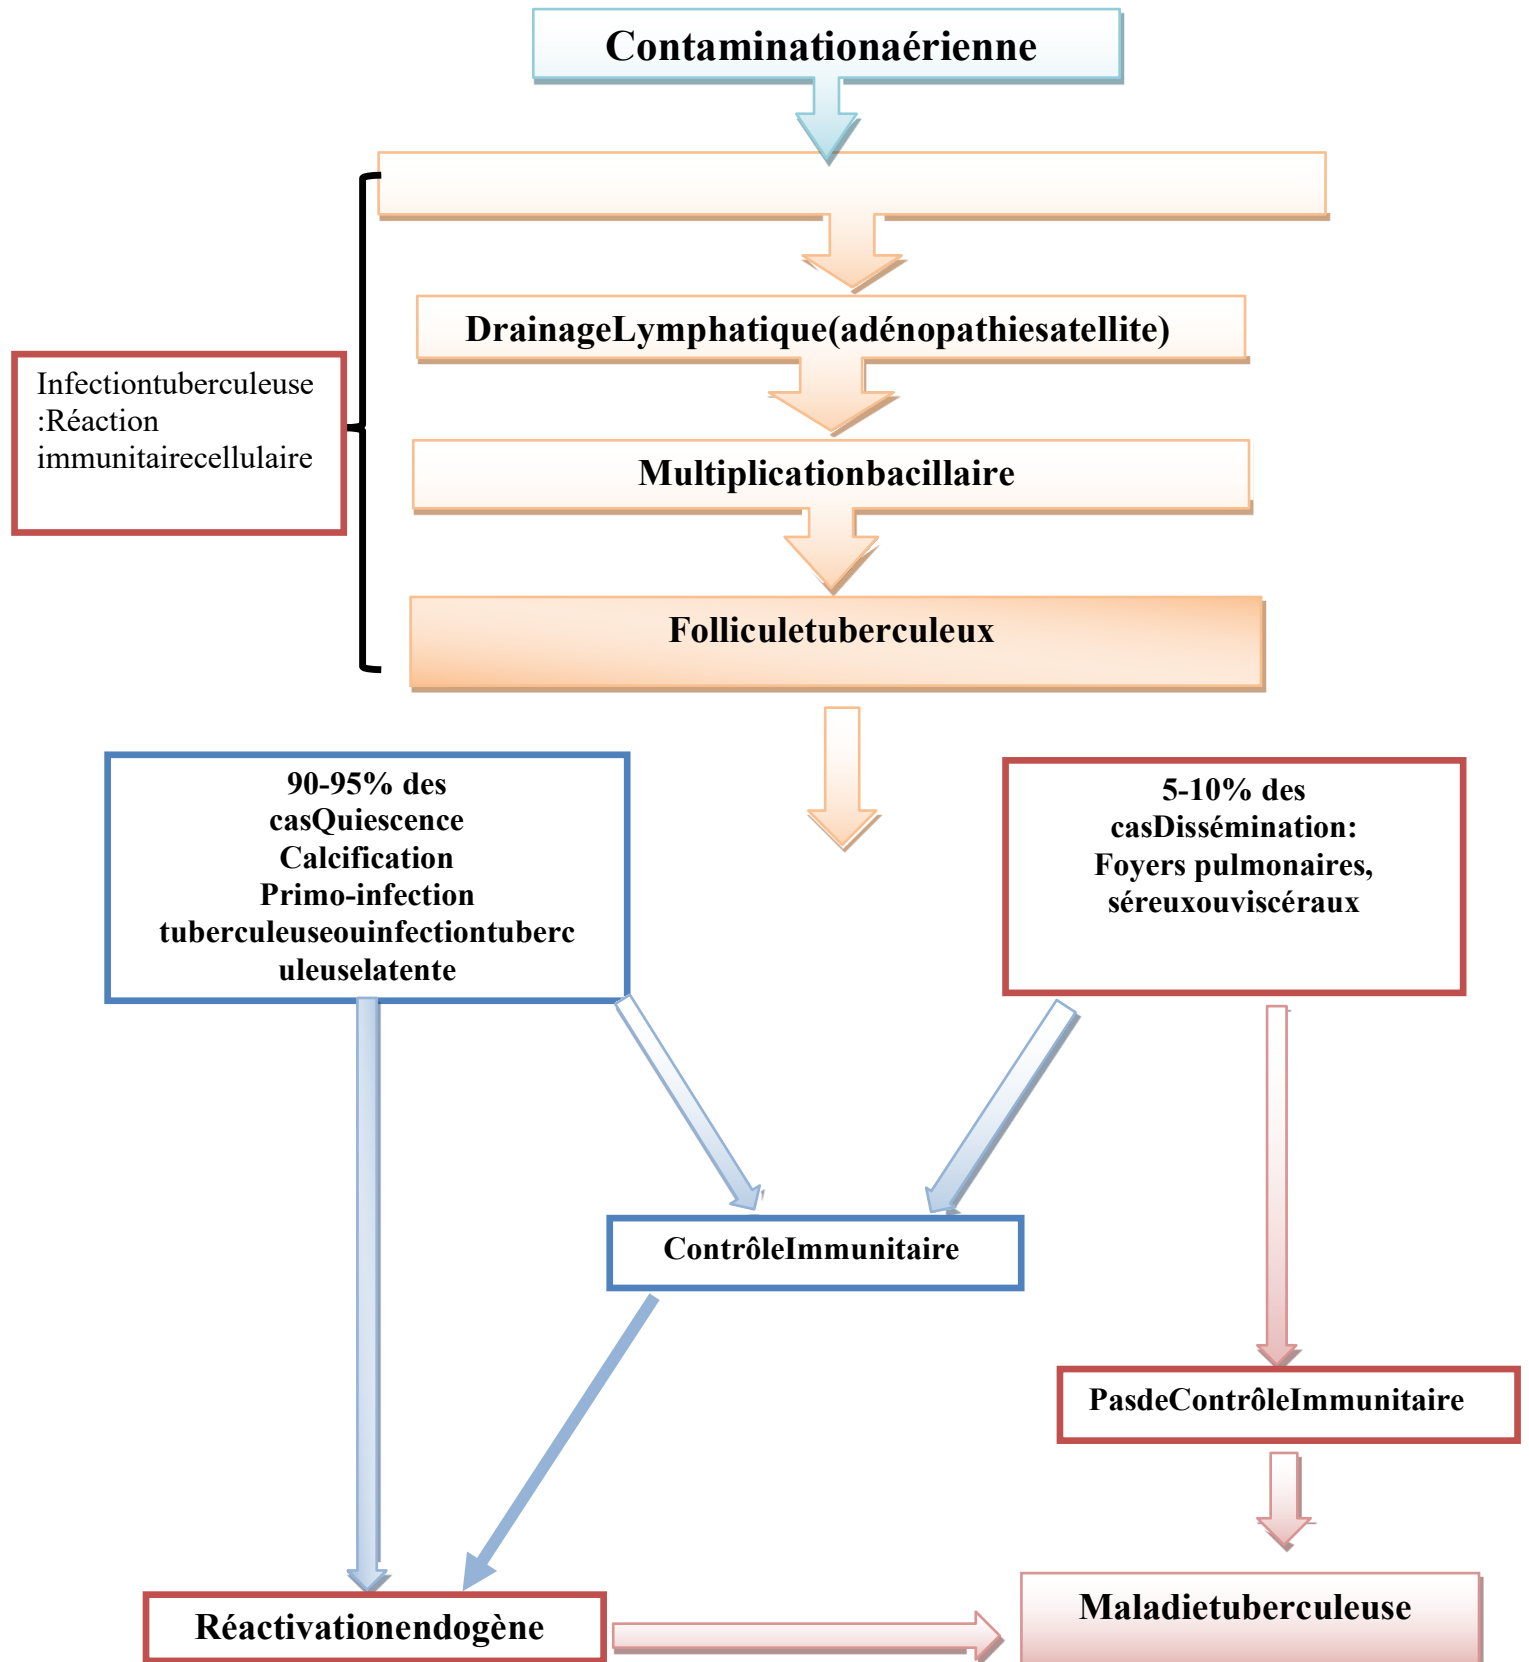 Contaminationaérienne
DrainageLymphatique(adénopathiesatellite)
Infectiontuberculeuse
:Réaction
immunitairecellulaire
Multiplicationbacillaire
Folliculetuberculeux
90-95% des
casQuiescence
Calcification
Primo-infection
tuberculeuseouinfectiontuberc
uleuselatente
5-10% des
casDissémination:
Foyers pulmonaires,
séreuxouviscéraux
ContrôleImmunitaire
PasdeContrôleImmunitaire
Réactivationendogène
Maladietuberculeuse